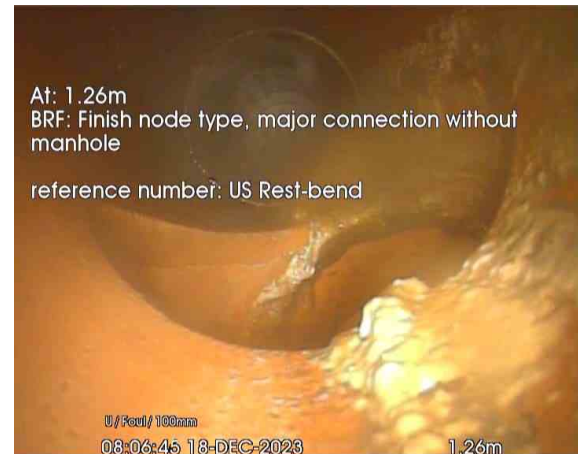 At: 1.26m
BRF: Finish node type, major connection without
manhole
reference number: US Rest-bend
U/Foul/100mm
08:06:45 18-DEC-2023 1.26m